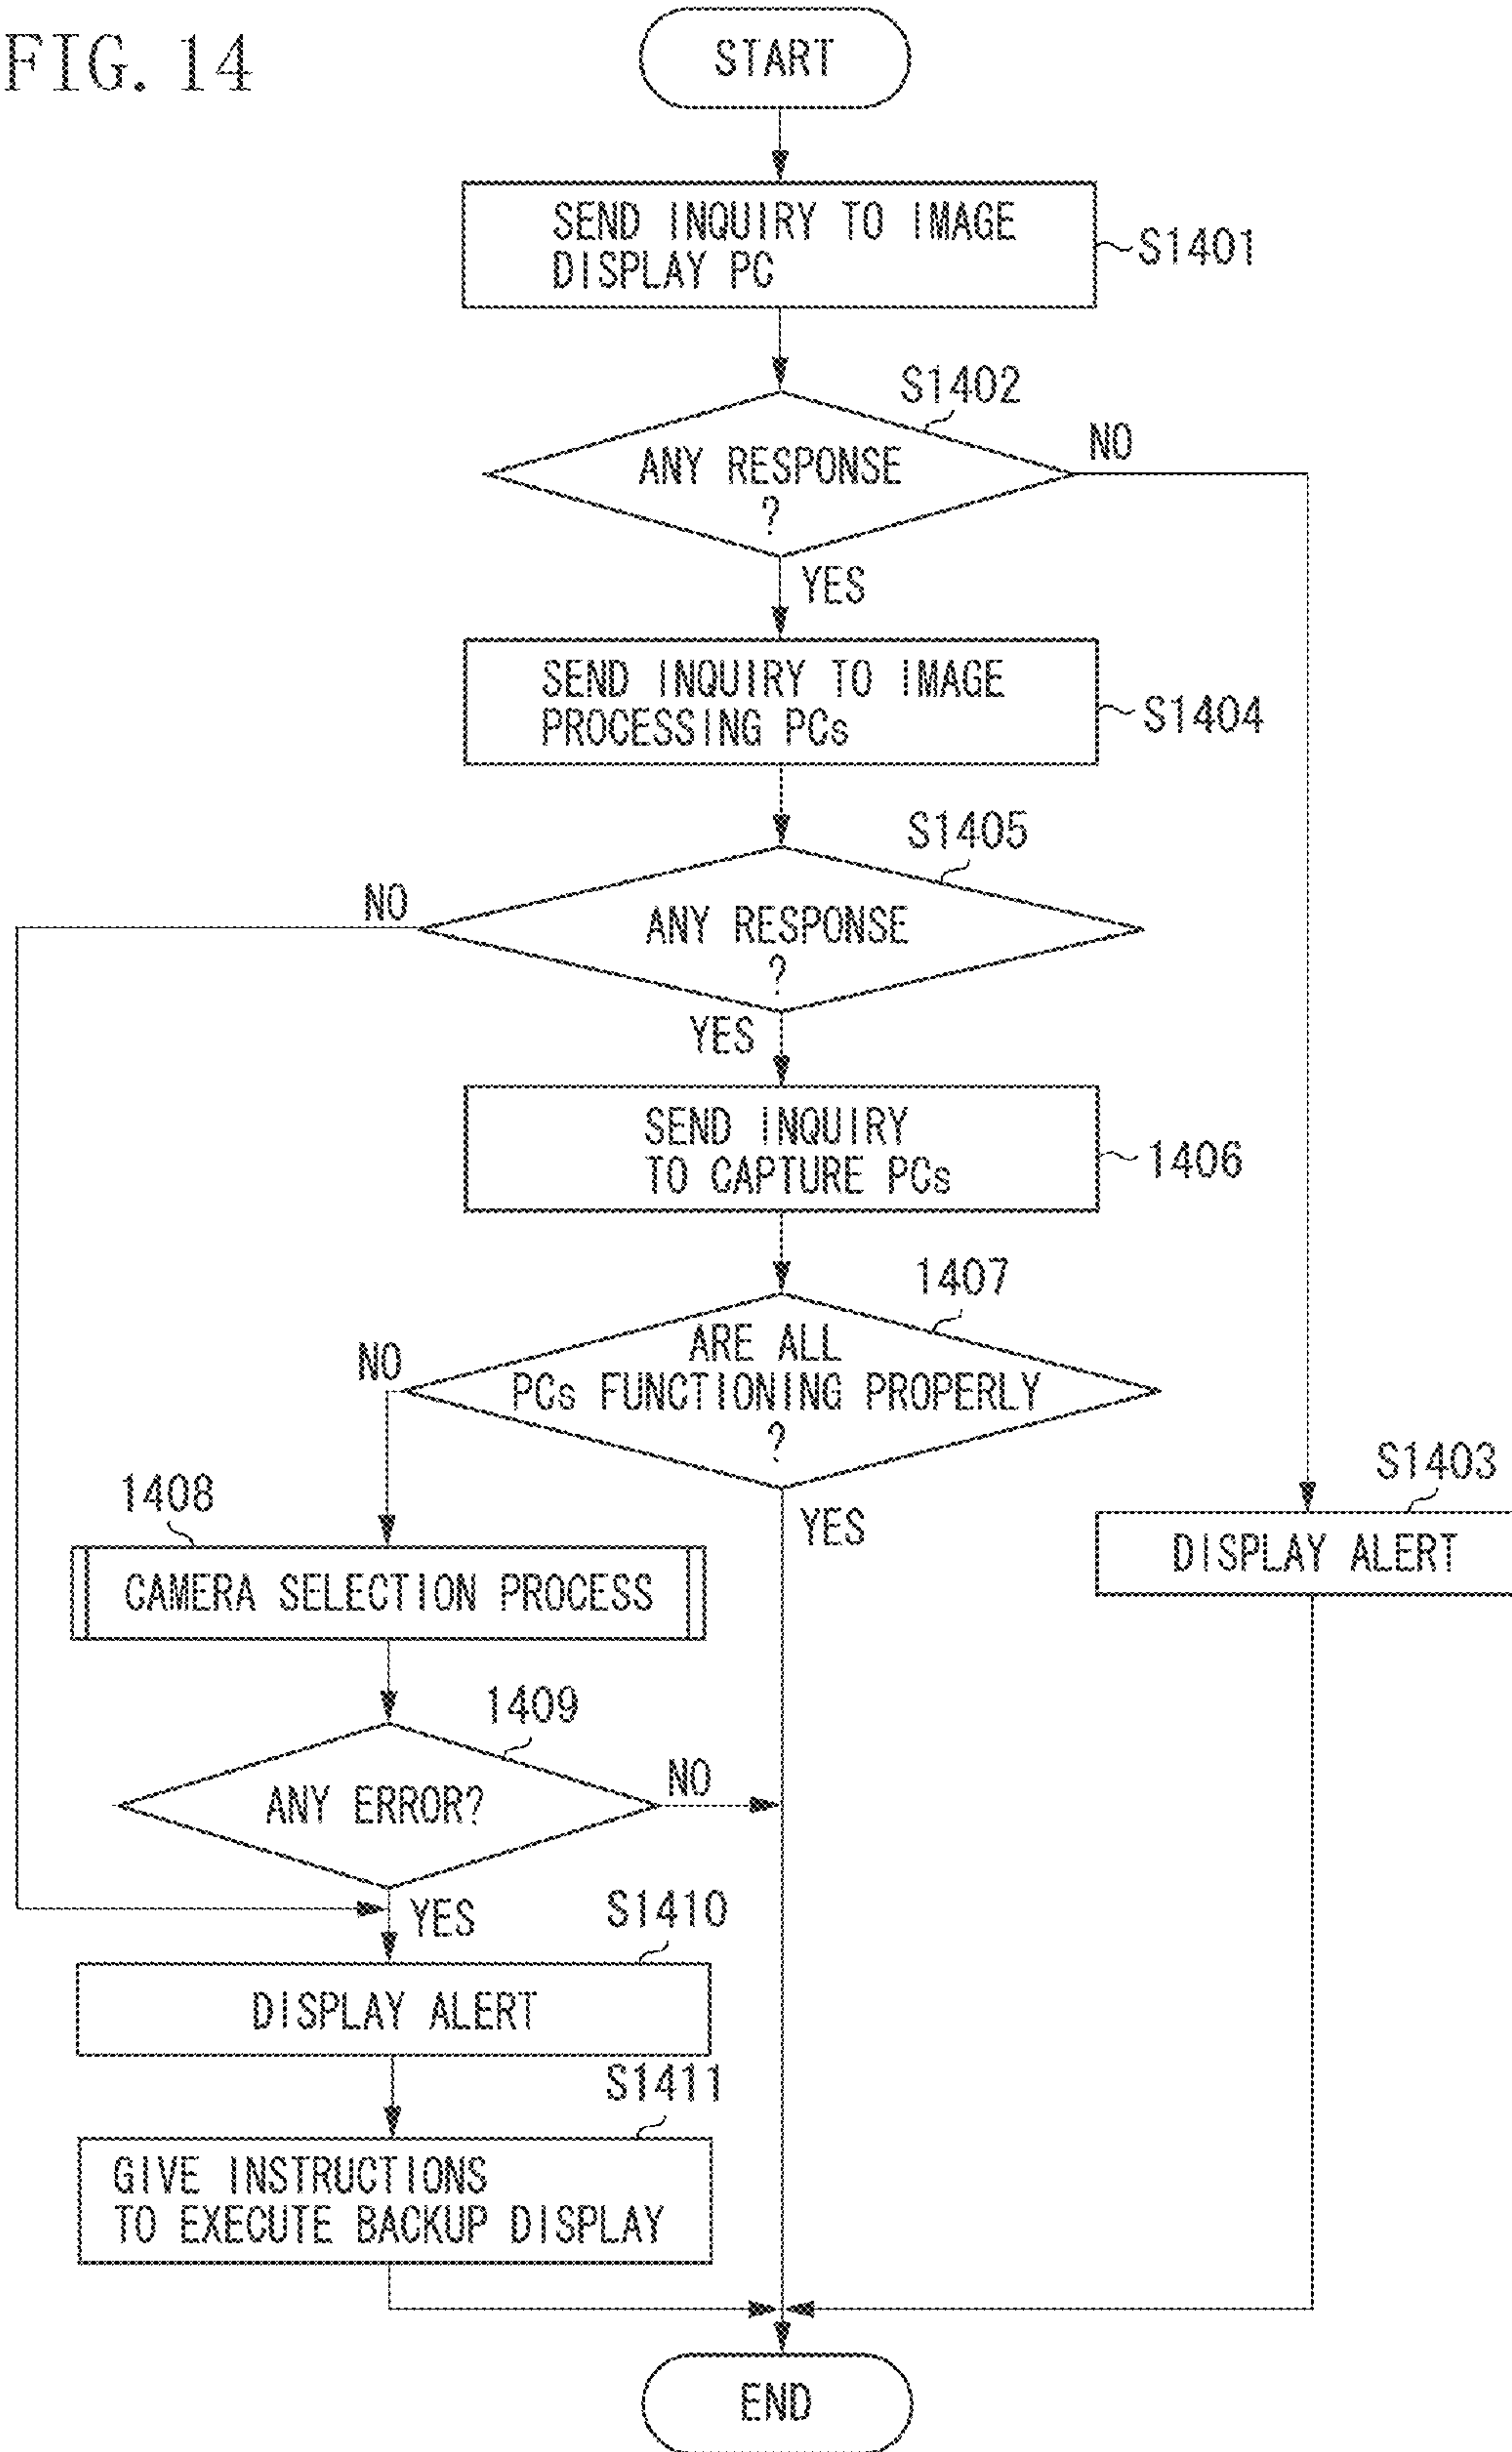 FIG. 14
START
SEND INQUIRY TO IMAGE
DISPLAY PC
S1401
S1402
ANY RESPONSE
?
NO
YES
SEND INQUIRY TO IMAGE
PROCESSING PCs
S1404
S1405
NO
ANY RESPONSE
?
YES
SEND INQUIRY
TO CAPTURE PCs
1406
1407
NO
ARE ALL
PCs FUNCTIONING PROPERLY
?
YES
S1403
DISPLAY ALERT
1408
CAMERA SELECTION PROCESS
1409
ANY ERROR?
NO
YES
S1410
DISPLAY ALERT
S1411
GIVE INSTRUCTIONS
TO EXECUTE BACKUP DISPLAY
END